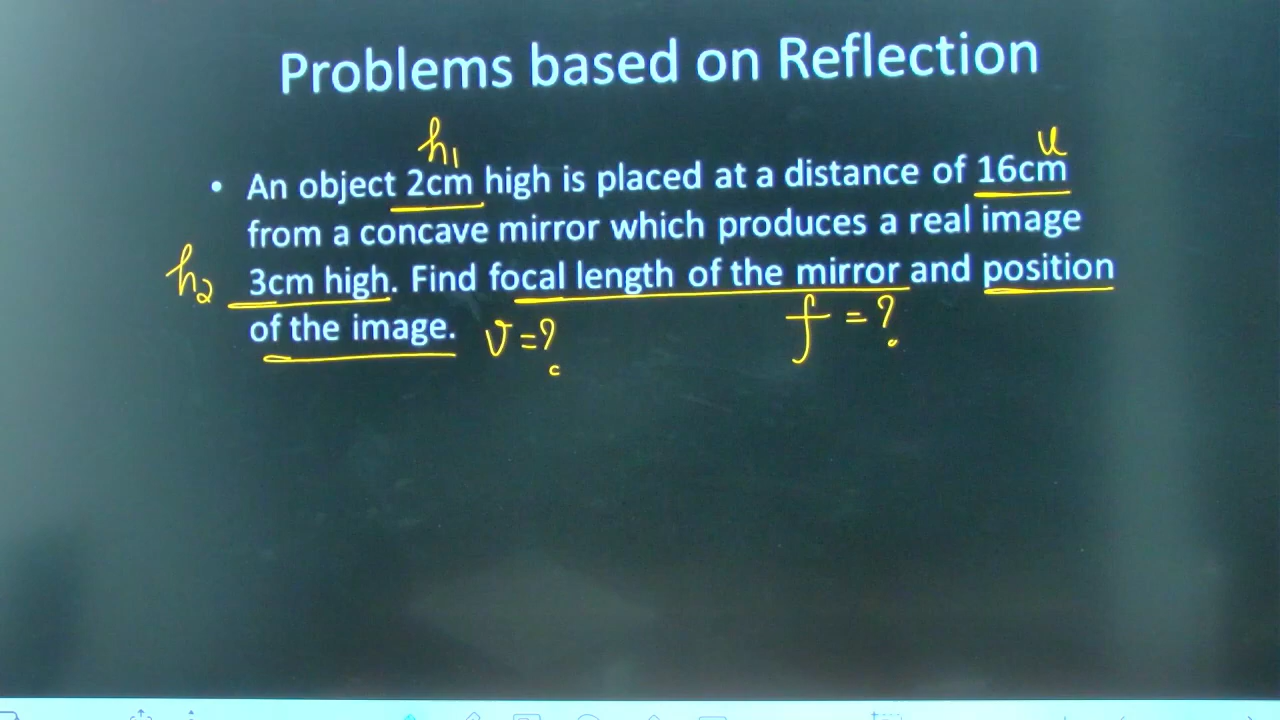 Problems based on Reflection
h₁ u
• An object 2cm high is placed at a distance of 16cm
from a concave mirror which produces a real image
h₂ 3cm high. Find focal length of the mirror and position
of the image. v = ? f = ?